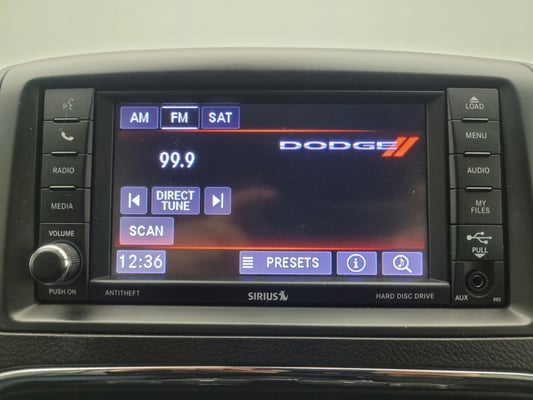 AM FM SAT
DODGE
99.9
DIRECT
TUNE
SCAN
12:36
PRESETS
RADIO
MEDIA
VOLUME
PUSH ON
LOAD
MENU
AUDIO
MY
FILES
PULL
AUX
ANTITHEFT
SIRIUS
HARD DISC DRIVE